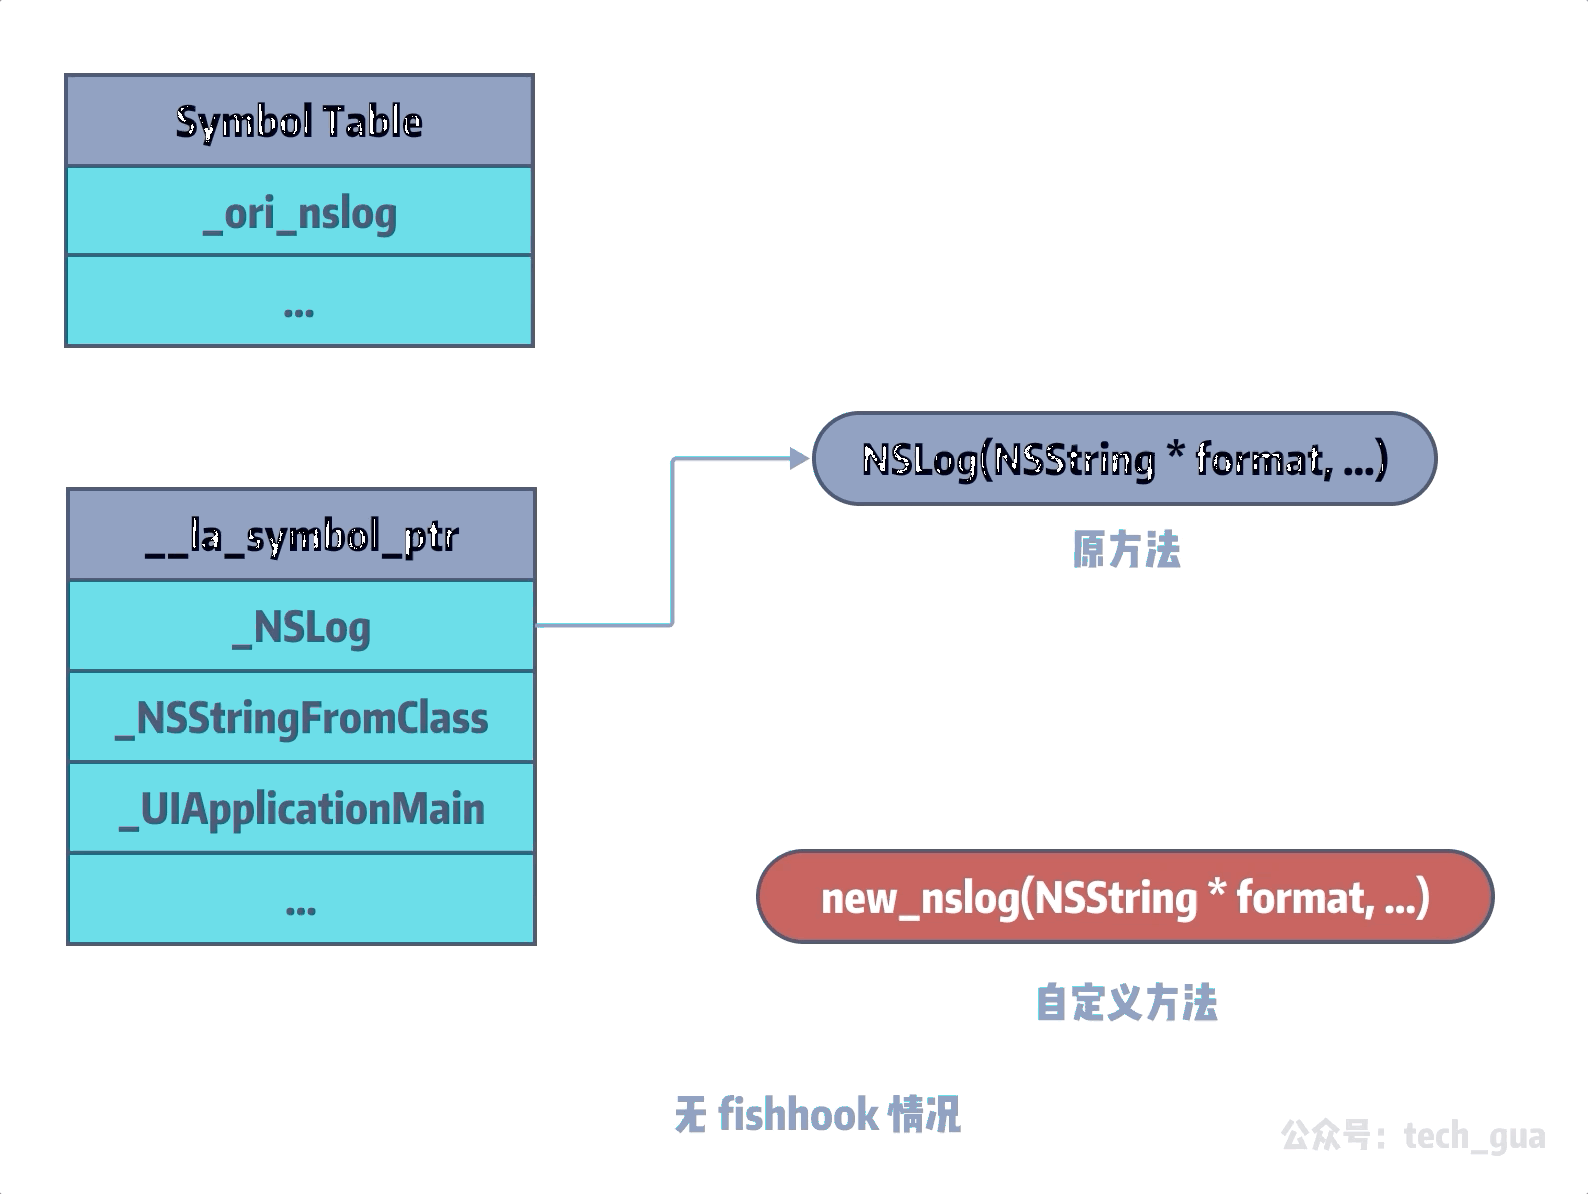 Symbol Table
_ori_nslog
...
__la_symbol_ptr
_NSLog
_NSStringFromClass
_UIApplicationMain
...
NSLog(NSString * format, ...)
原方法
new_nslog(NSString * format, ...)
自定义方法
无 fishhook 情况
公众号：tech_gua